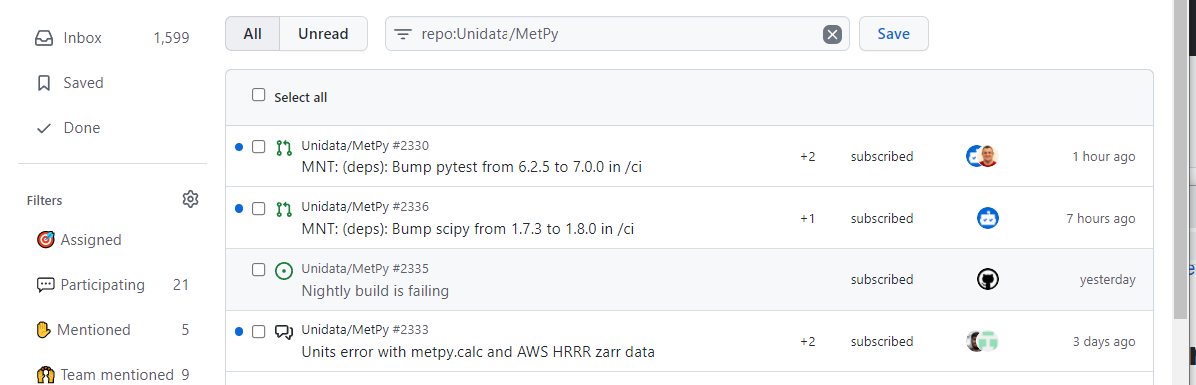 Inbox 1,599
Saved
Done
Filters
Assigned
Participating 21
Mentioned 5
Team mentioned 9
All Unread repo:Unidata/MetPy Save
Select all
Unidata/MetPy #2330
MNT: (deps): Bump pytest from 6.2.5 to 7.0.0 in /ci
+2 subscribed 1 hour ago
Unidata/MetPy #2336
MNT: (deps): Bump scipy from 1.7.3 to 1.8.0 in /ci
+1 subscribed 7 hours ago
Unidata/MetPy #2335
Nightly build is failing
subscribed yesterday
Unidata/MetPy #2333
Units error with metpy.calc and AWS HRRR zarr data
+2 subscribed 3 days ago